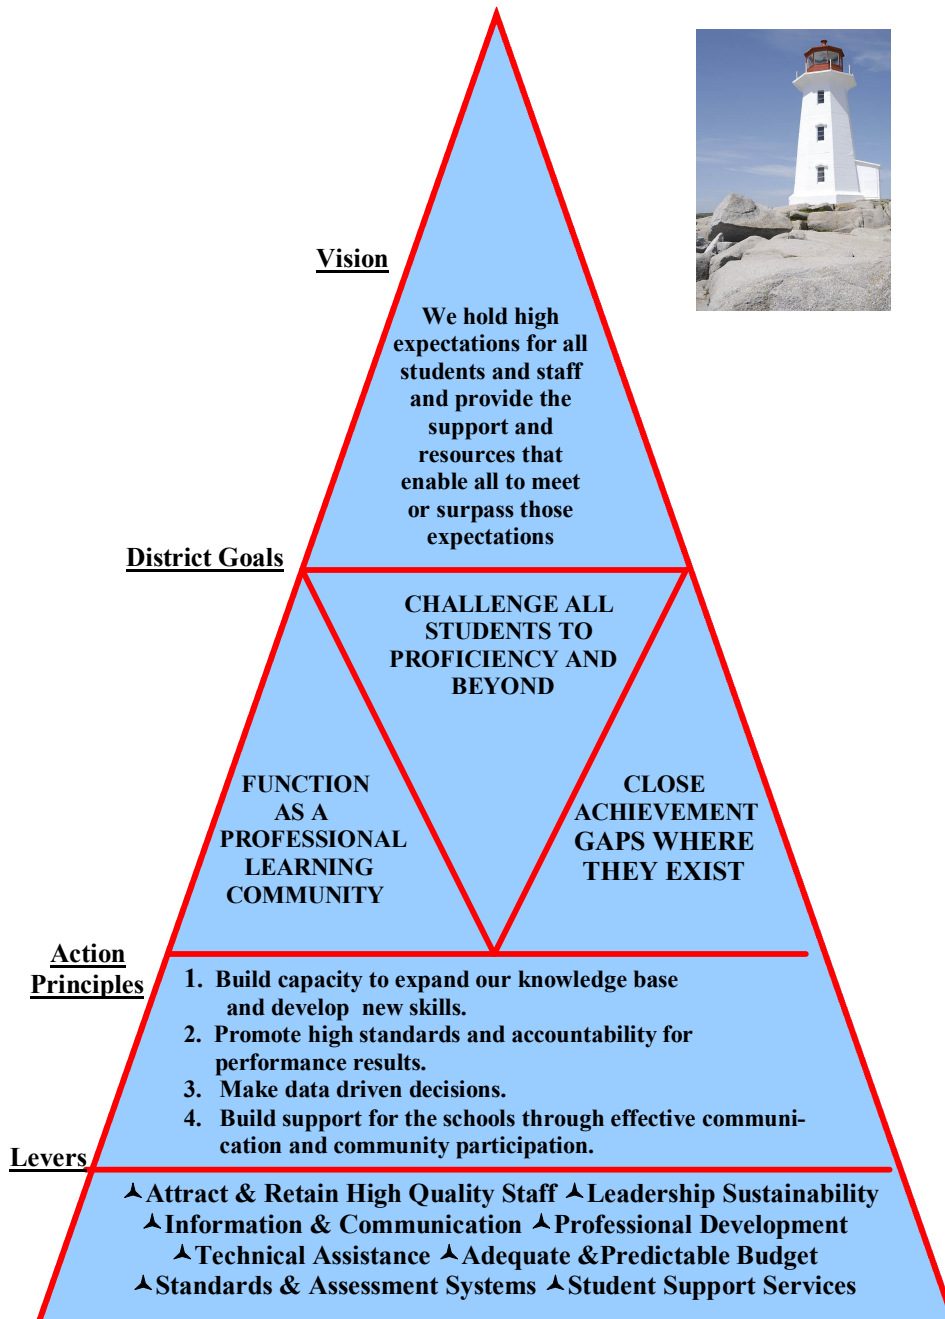 Vision
We hold high
expectations for all
students and staff
and provide the
support and
resources that
enable all to meet
or surpass those
expectations
District Goals
CHALLENGE ALL
STUDENTS TO
PROFICIENCY AND
BEYOND
FUNCTION
AS A
PROFESSIONAL
LEARNING
COMMUNITY
CLOSE
ACHIEVEMENT
GAPS WHERE
THEY EXIST
Action
Principles
1. Build capacity to expand our knowledge base
and develop new skills.
2. Promote high standards and accountability for
performance results.
3. Make data driven decisions.
4. Build support for the schools through effective communi-
cation and community participation.
Levers
Attract & Retain High Quality Staff Leadership Sustainability
Information & Communication Professional Development
Technical Assistance Adequate &Predictable Budget
Standards & Assessment Systems Student Support Services